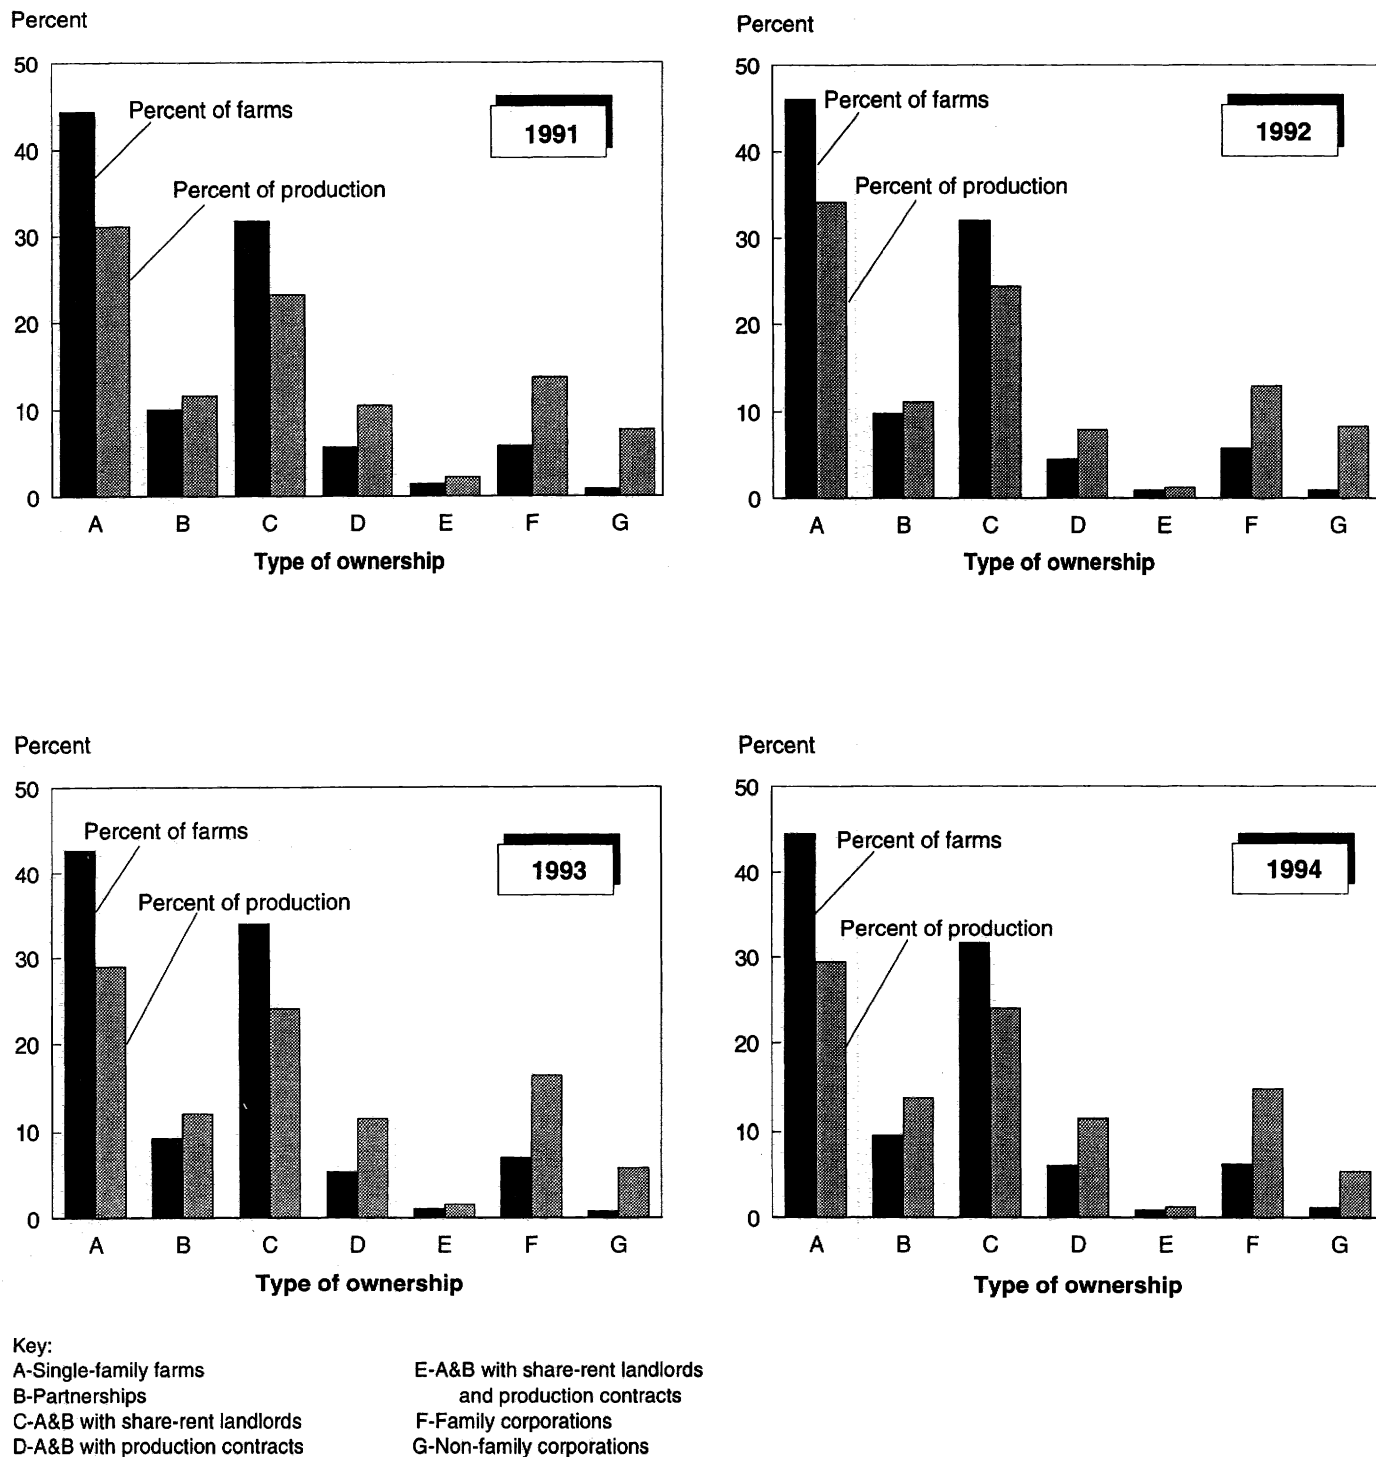 Percent
50
40
30
20
10
0
Percent of farms
Percent of production
1991
A B C D E F G
Type of ownership
Percent
50
40
30
20
10
0
Percent of farms
Percent of production
1992
A B C D E F G
Type of ownership
Percent
50
40
30
20
10
0
Percent of farms
Percent of production
1993
A B C D E F G
Type of ownership
Percent
50
40
30
20
10
0
Percent of farms
Percent of production
1994
A B C D E F G
Type of ownership
Key:
A-Single-family farms
B-Partnerships
C-A&B with share-rent landlords
D-A&B with production contracts
E-A&B with share-rent landlords
and production contracts
F-Family corporations
G-Non-family corporations